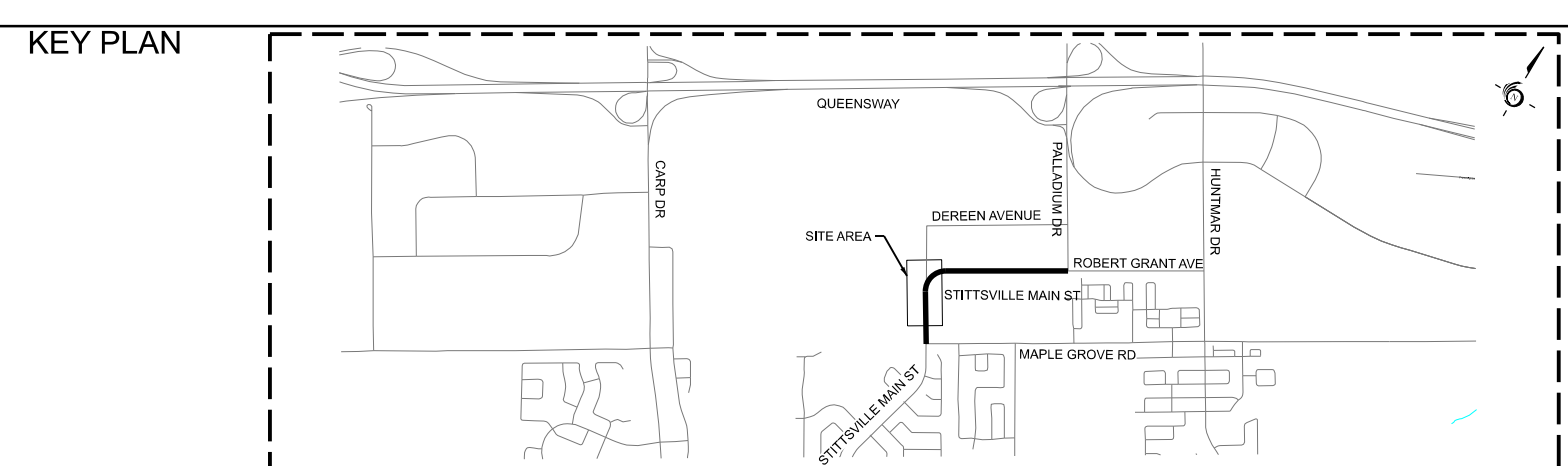 KEY PLAN
QUEENSWAY
N
CARP DR
PALLADIUM DR
HUNTMAR DR
DEREEN AVENUE
SITE AREA
ROBERT GRANT AVE
STITTSVILLE MAIN ST
MAPLE GROVE RD
STITTSVILLE MAIN ST